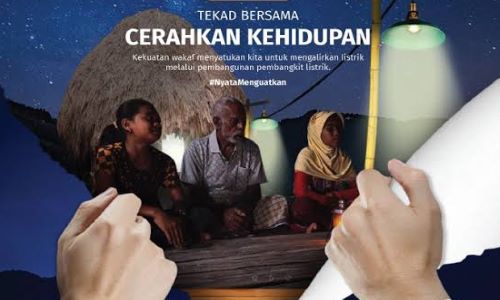 TEKAD BERSAMA
CERAHKAN KEHIDUPAN
Kekuatan wakaf menyatukan kita untuk mengalirkan listrik
melalui pembangunan pembangkit listrik.
#NyataMenguatkan